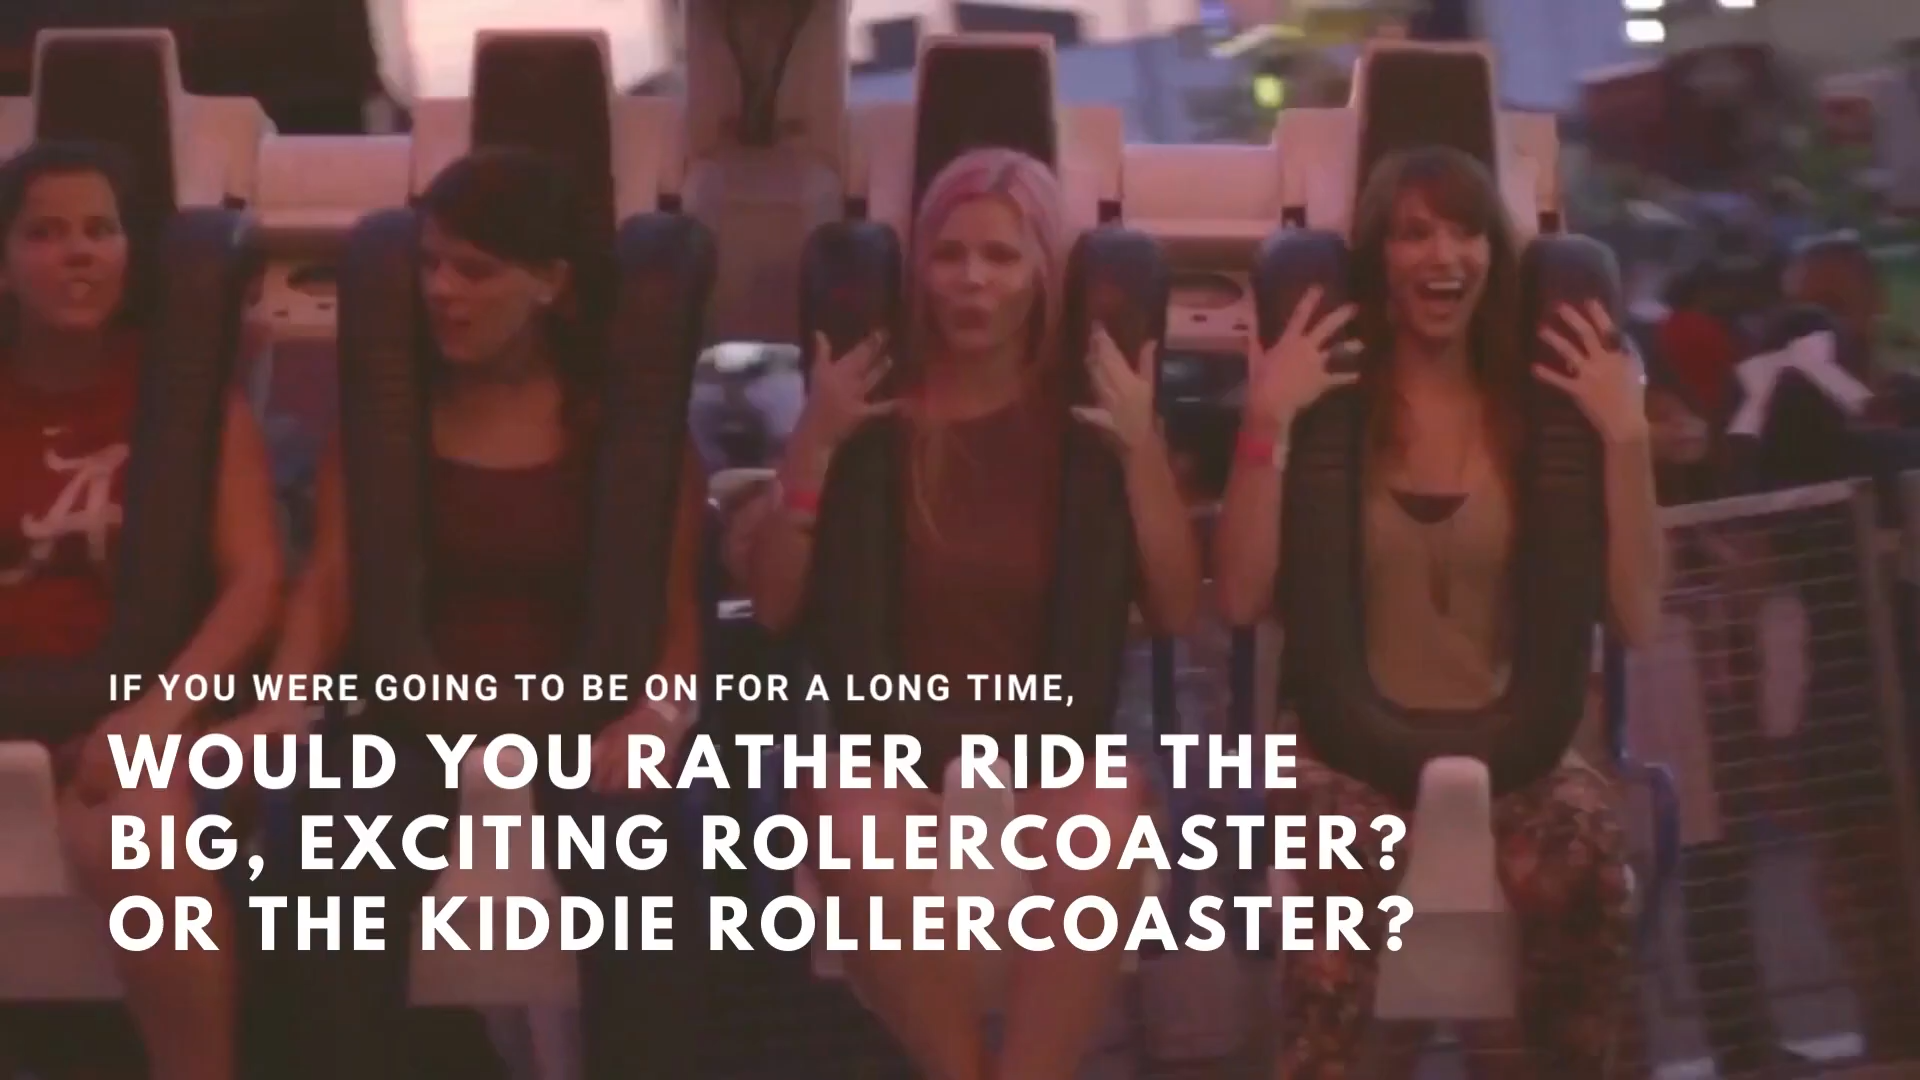 A
IF YOU WERE GOING TO BE ON FOR A LONG TIME,
WOULD YOU RATHER RIDE THE
BIG, EXCITING ROLLERCOASTER?
OR THE KIDDIE ROLLERCOASTER?